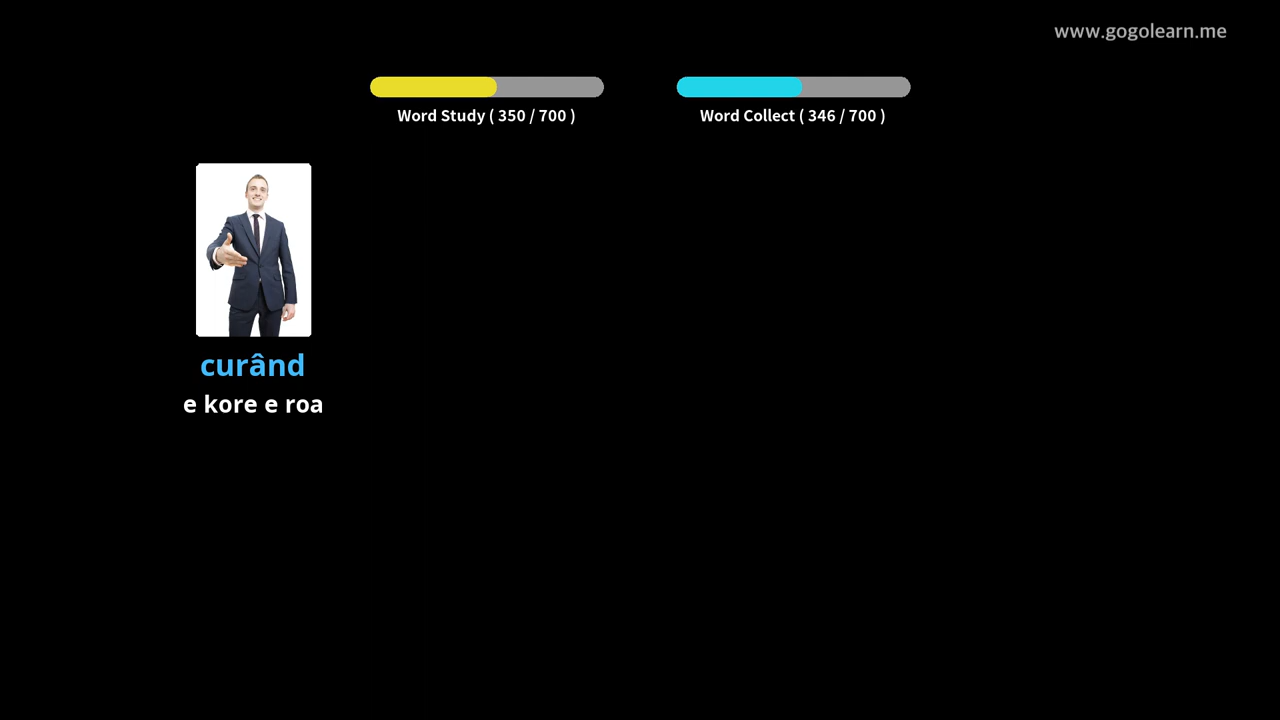 www.gogolearn.me
Word Study ( 350 / 700 )
Word Collect ( 346 / 700 )
curând
e kore e roa